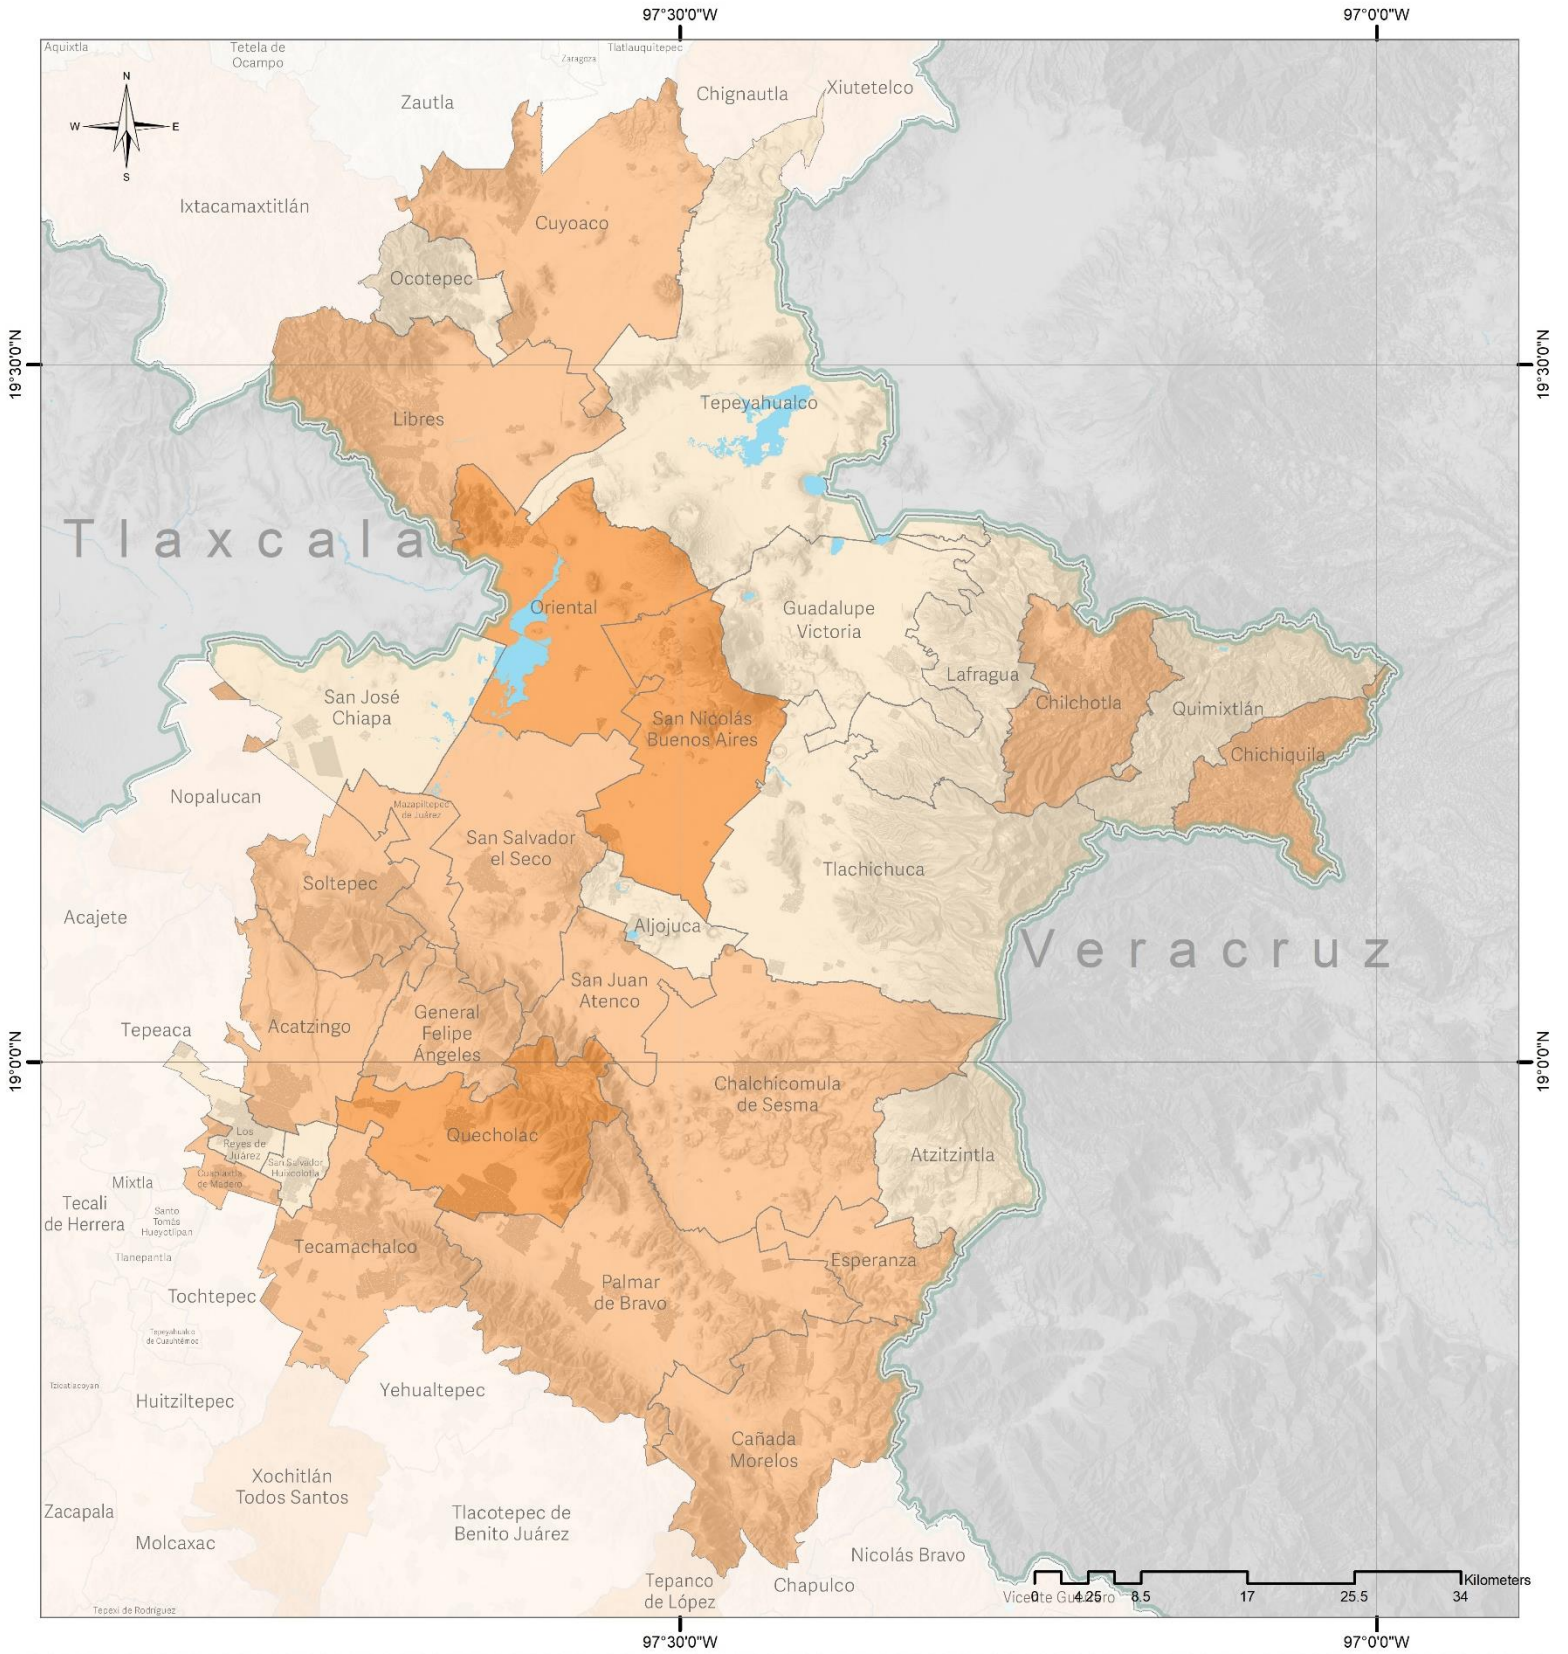 97°30'0"W
97°0'0"W
Aquixtla
Tetela de
Ocampo
Zaragoza
Tlatlauquitepec
N
W
E
S
Zautla
Chignautla
Xiutetelco
Ixtacamaxtitlán
Cuyoaco
Ocotepec
19°30'0"N
19°30'0"N
Tepeyahualco
Libres
Tlaxcala
Oriental
Guadalupe
Victoria
Lafragua
San José
Chiapa
Chilchotla
Quimixtlán
San Nicolás
Buenos Aires
Chichiquila
Nopalucan
Mazapiltepec
de Juárez
San Salvador
el Seco
Tlachichuca
Soltepec
Acajete
Aljojuca
Veracruz
San Juan
Atenco
General
Felipe
Ángeles
Acatzingo
Tepeaca
19°0'0"N
19°0'0"N
Chalchicomula
de Sesma
Quecholac
Los
Reyes de
Juárez
Atzitzintla
San Salvador
Huixcolotla
Cuapiaxtla
de Madero
Mixtla
Tecali
de Herrera
Santo
Tomás
Hueyotlipan
Tlanepantla
Tecamachalco
Esperanza
Palmar
de Bravo
Tochtepec
Tepeyahualco
de Cuauhtémoc
Tzicatlacoyan
Huitziltepec
Yehualtepec
Cañada
Morelos
Xochitlán
Todos Santos
Zacapala
Tlacotepec de
Benito Juárez
Molcaxac
Nicolás Bravo
Tepanco
de López
Chapulco
Kilometers
Vicente Guerrero
0 4.25 8.5 17 25.5 34
Tepexi de Rodríguez
97°30'0"W
97°0'0"W